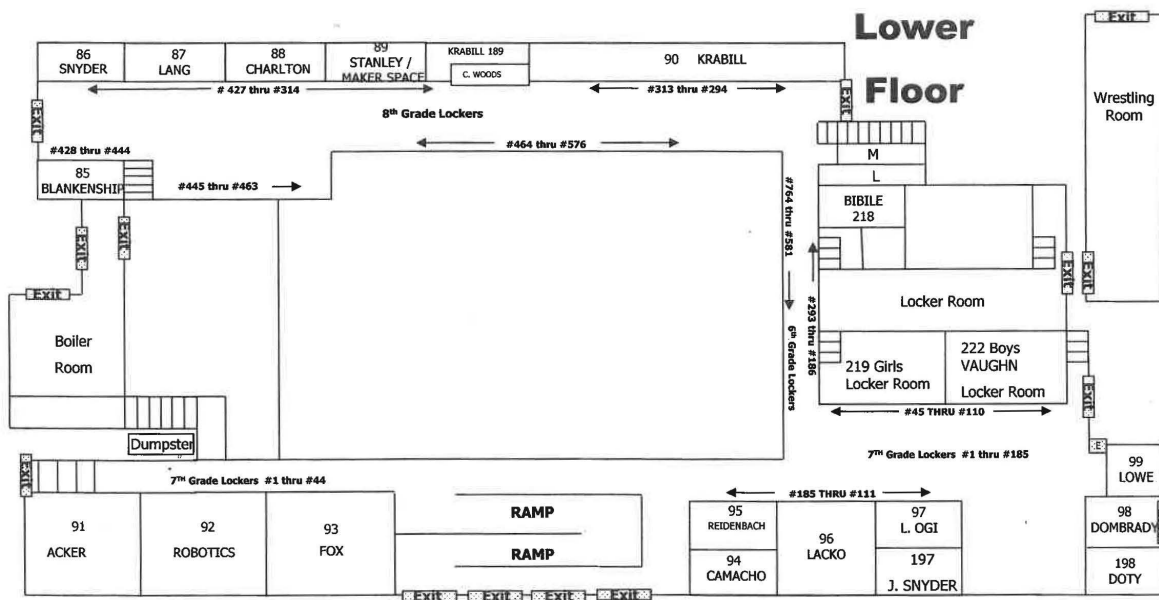 Lower
Floor
Exit
86
SNYDER
87
LANG
88
CHARLTON
89
STANLEY /
MAKER SPACE
KRABILL 189
C. WOODS
90 KRABILL
# 427 thru #314
#313 thru #294
8th Grade Lockers
Exit
Exit
Wrestling
Room
#428 thru #444
#464 thru #576
M
L
85
BLANKENSHIP
#445 thru #463
BIBILE
218
#764 thru #581
6th Grade Lockers
#293 thru #186
Exit
Exit
Exit
Exit
Exit
Locker Room
Boiler
Room
219 Girls
Locker Room
222 Boys
VAUGHN
Locker Room
Exit
#45 THRU #110
Dumpster
E
7TH Grade Lockers #1 thru #185
99
LOWE
Exit
7TH Grade Lockers #1 thru #44
#185 THRU #111
91
ACKER
92
ROBOTICS
93
FOX
RAMP
RAMP
95
REIDENBACH
94
CAMACHO
96
LACKO
97
L. OGI
197
J. SNYDER
98
DOMBRADY
198
DOTY
Exit
Exit
Exit
Exit